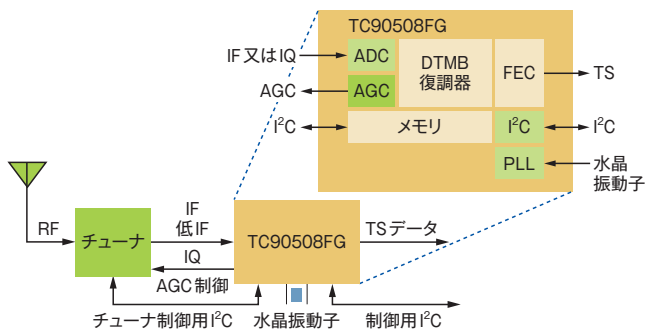 TC90508FG
IF又はIQ
ADC
DTMB
復調器
FEC
TS
AGC
AGC
I²C
メモリ
I²C
I²C
PLL
水晶
振動子
RF
チューナ
IF
低IF
IQ
AGC制御
TC90508FG
TSデータ
チューナ制御用I²C
水晶振動子
制御用I²C